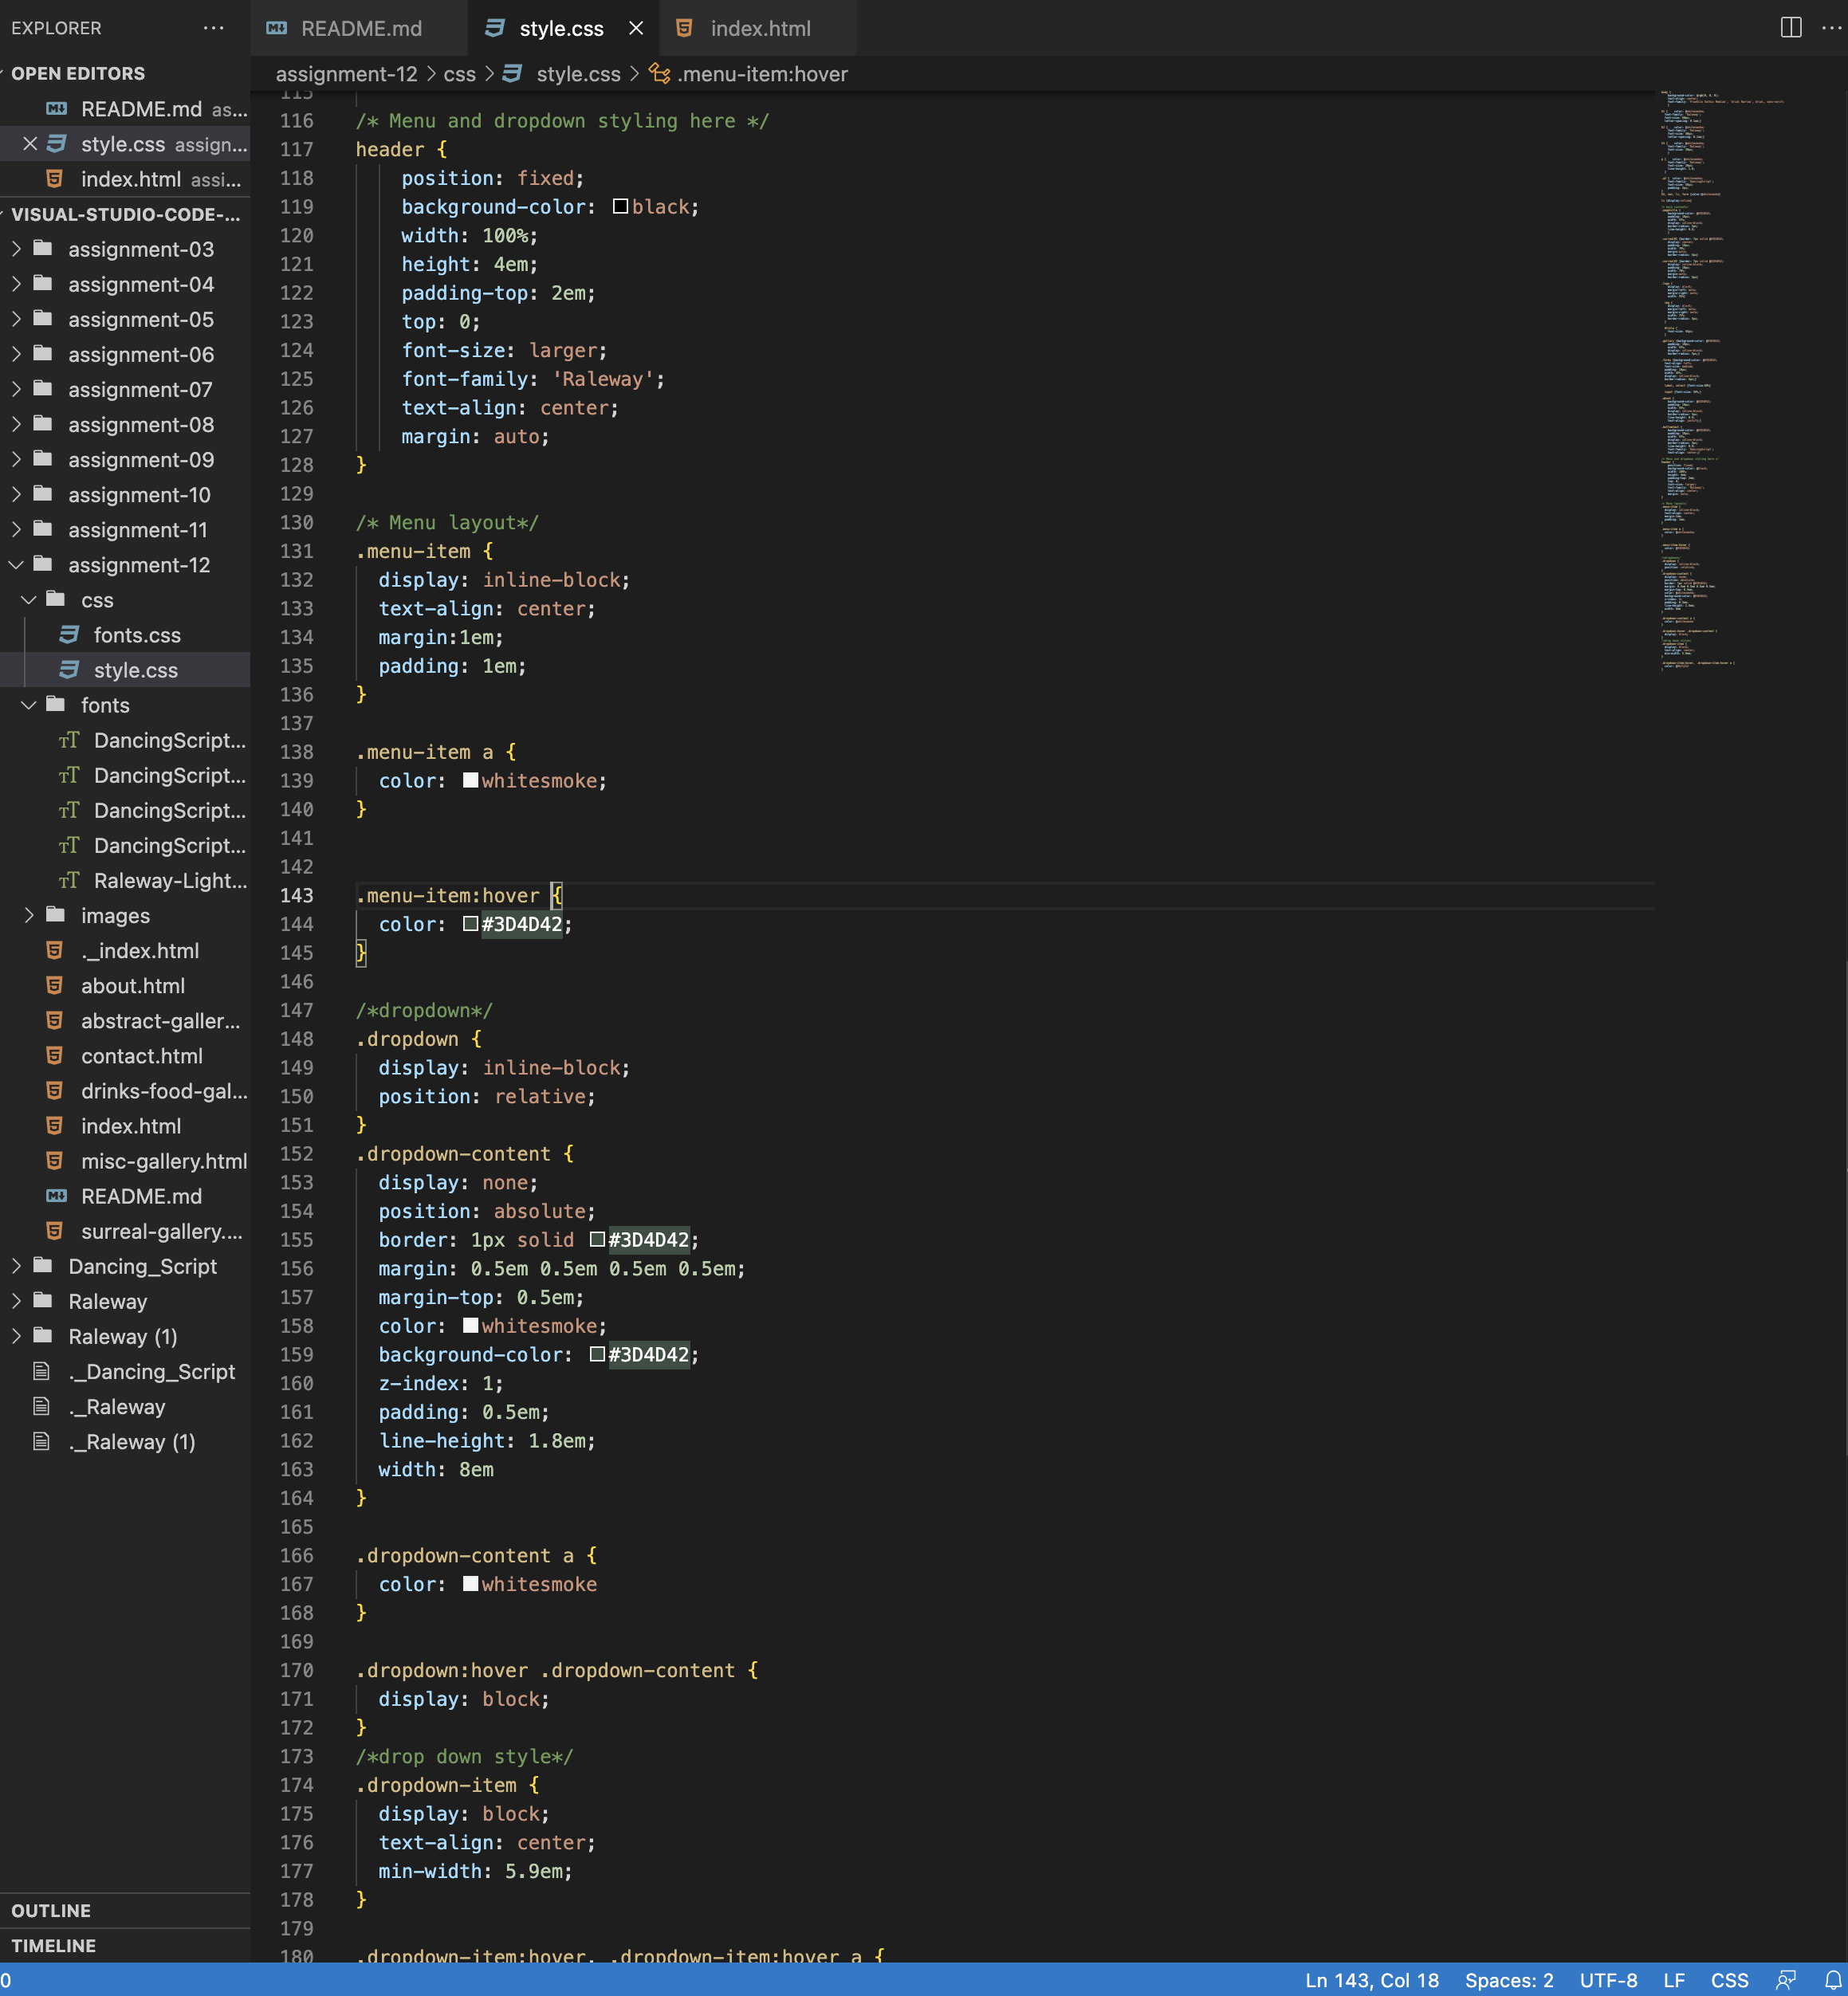 EXPLORER
···
README.md
style.css
index.html
···
OPEN EDITORS
README.md as...
style.css assign...
index.html assi...
VISUAL-STUDIO-CODE-...
assignment-03
assignment-04
assignment-05
assignment-06
assignment-07
assignment-08
assignment-09
assignment-10
assignment-11
assignment-12
css
fonts.css
style.css
fonts
DancingScript...
DancingScript...
DancingScript...
DancingScript...
Raleway-Light...
images
._index.html
about.html
abstract-galler...
contact.html
drinks-food-gal...
index.html
misc-gallery.html
README.md
surreal-gallery....
Dancing_Script
Raleway
Raleway (1)
._Dancing_Script
._Raleway
._Raleway (1)
OUTLINE
TIMELINE
assignment-12 > css > style.css > .menu-item:hover
115
116 /* Menu and dropdown styling here */
117 header {
118 position: fixed;
119 background-color: black;
120 width: 100%;
121 height: 4em;
122 padding-top: 2em;
123 top: 0;
124 font-size: larger;
125 font-family: 'Raleway';
126 text-align: center;
127 margin: auto;
128 }
129
130 /* Menu layout*/
131 .menu-item {
132 display: inline-block;
133 text-align: center;
134 margin:1em;
135 padding: 1em;
136 }
137
138 .menu-item a {
139 color: whitesmoke;
140 }
141
142
143 .menu-item:hover {
144 color: #3D4D42;
145 }
146
147 /*dropdown*/
148 .dropdown {
149 display: inline-block;
150 position: relative;
151 }
152 .dropdown-content {
153 display: none;
154 position: absolute;
155 border: 1px solid #3D4D42;
156 margin: 0.5em 0.5em 0.5em 0.5em;
157 margin-top: 0.5em;
158 color: whitesmoke;
159 background-color: #3D4D42;
160 z-index: 1;
161 padding: 0.5em;
162 line-height: 1.8em;
163 width: 8em
164 }
165
166 .dropdown-content a {
167 color: whitesmoke
168 }
169
170 .dropdown:hover .dropdown-content {
171 display: block;
172 }
173 /*drop down style*/
174 .dropdown-item {
175 display: block;
176 text-align: center;
177 min-width: 5.9em;
178 }
179
180 .dropdown-item:hover, .dropdown-item:hover a {
0
Ln 143, Col 18 Spaces: 2 UTF-8 LF CSS